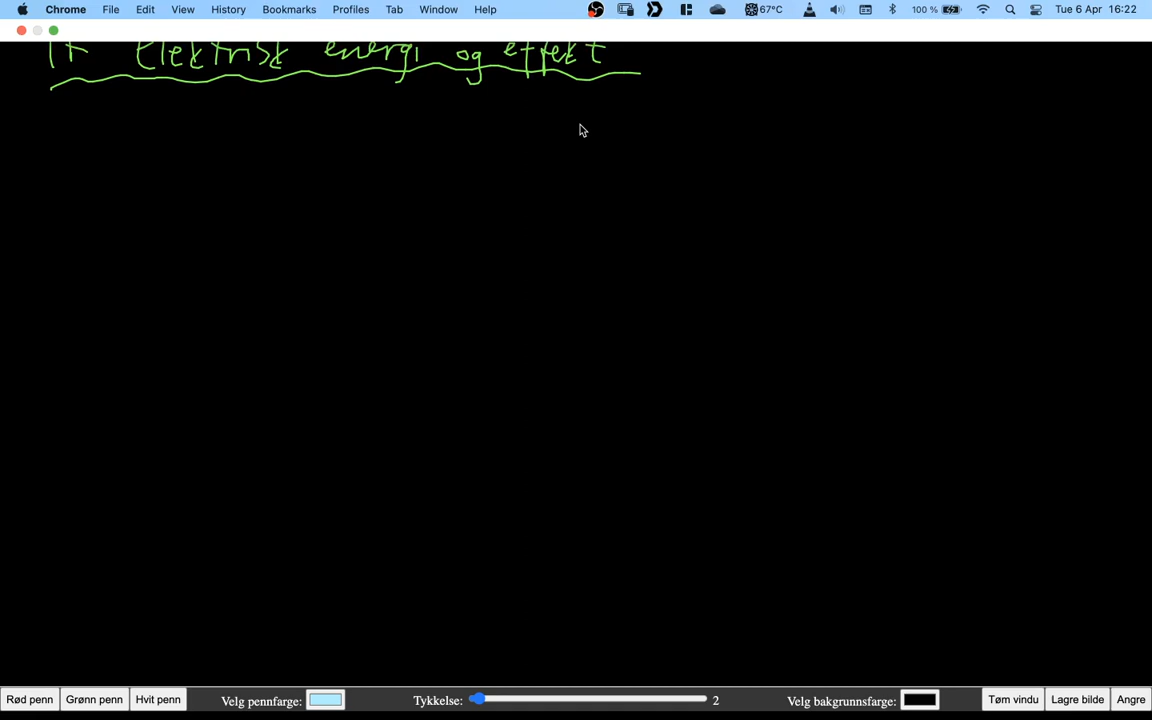 Chrome File Edit View History Bookmarks Profiles Tab Window Help 67°C 100 % Tue 6 Apr 16:22
Elektrisk energi og effekt
Rød penn Grønn penn Hvit penn Velg pennfarge: Tykkelse: 2 Velg bakgrunnsfarge: Tøm vindu Lagre bilde Angre